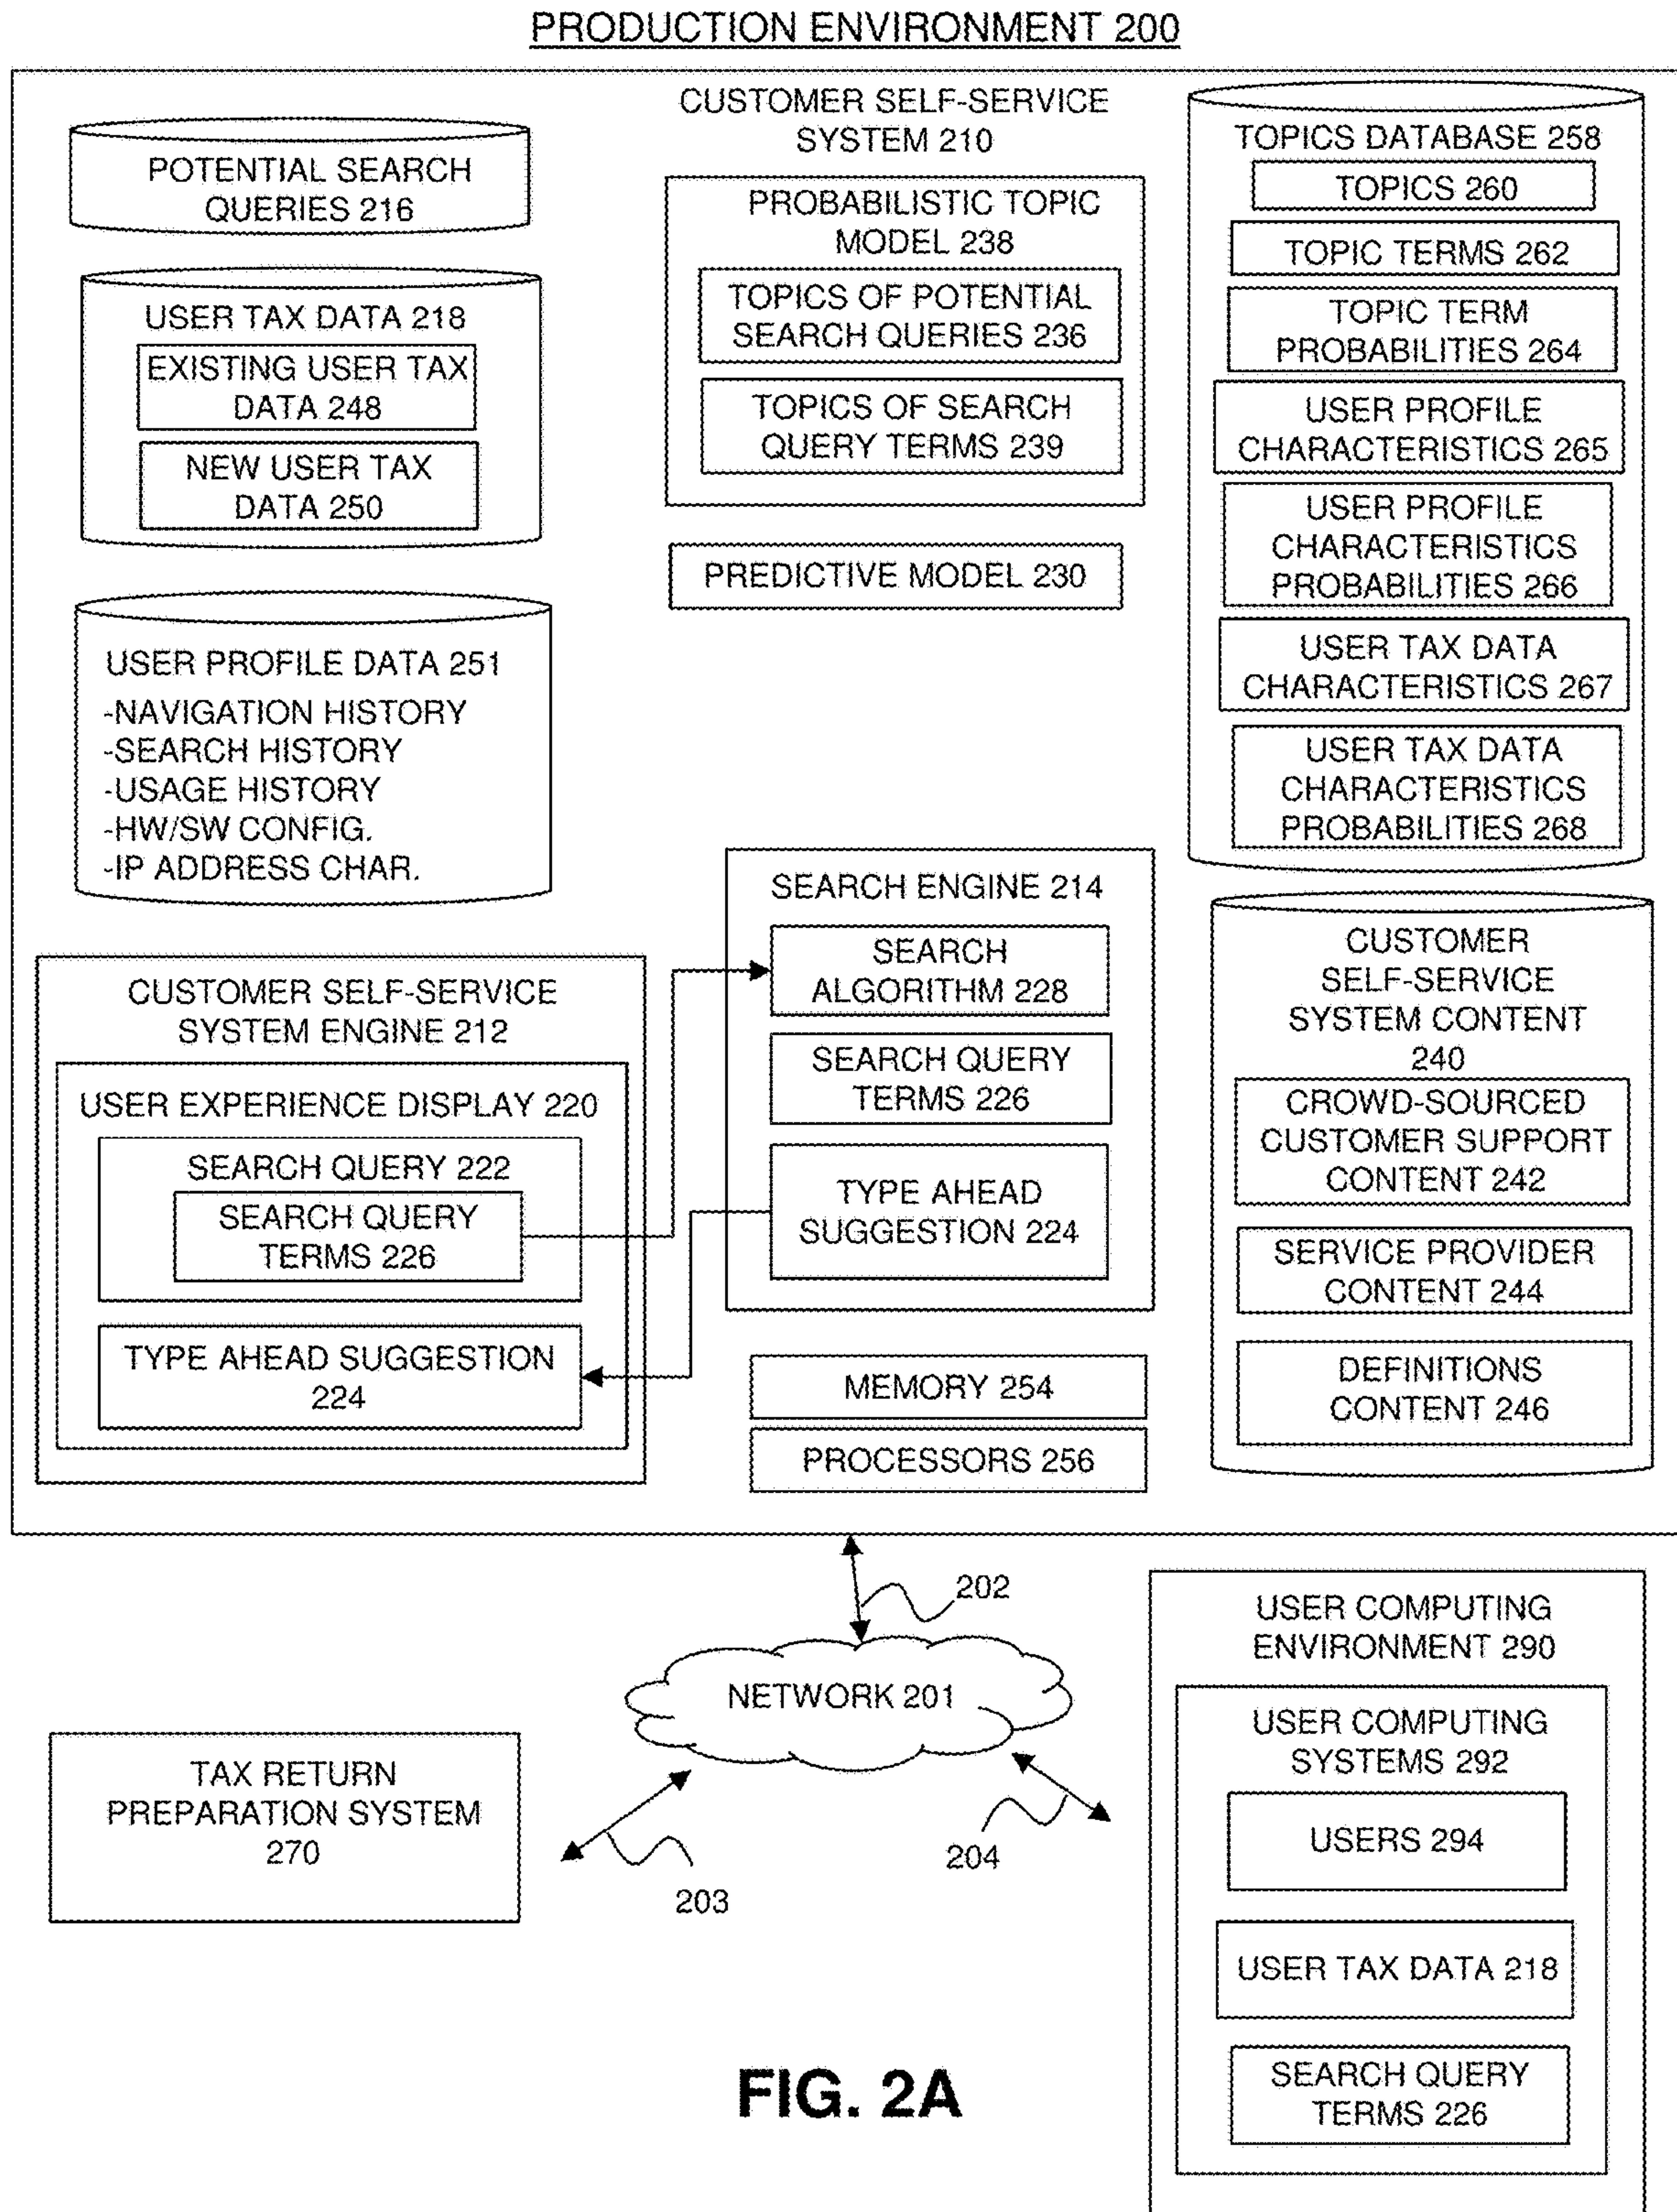 PRODUCTION ENVIRONMENT 200
CUSTOMER SELF-SERVICE
SYSTEM 210
POTENTIAL SEARCH
QUERIES 216
USER TAX DATA 218
EXISTING USER TAX
DATA 248
NEW USER TAX
DATA 250
USER PROFILE DATA 251
-NAVIGATION HISTORY
-SEARCH HISTORY
-USAGE HISTORY
-HW/SW CONFIG.
-IP ADDRESS CHAR.
PROBABILISTIC TOPIC
MODEL 238
TOPICS OF POTENTIAL
SEARCH QUERIES 236
TOPICS OF SEARCH
QUERY TERMS 239
PREDICTIVE MODEL 230
TOPICS DATABASE 258
TOPICS 260
TOPIC TERMS 262
TOPIC TERM
PROBABILITIES 264
USER PROFILE
CHARACTERISTICS 265
USER PROFILE
CHARACTERISTICS
PROBABILITIES 266
USER TAX DATA
CHARACTERISTICS 267
USER TAX DATA
CHARACTERISTICS
PROBABILITIES 268
CUSTOMER SELF-SERVICE
SYSTEM ENGINE 212
USER EXPERIENCE DISPLAY 220
SEARCH QUERY 222
SEARCH QUERY
TERMS 226
TYPE AHEAD SUGGESTION
224
SEARCH ENGINE 214
SEARCH
ALGORITHM 228
SEARCH QUERY
TERMS 226
TYPE AHEAD
SUGGESTION 224
MEMORY 254
PROCESSORS 256
CUSTOMER
SELF-SERVICE
SYSTEM CONTENT
240
CROWD-SOURCED
CUSTOMER SUPPORT
CONTENT 242
SERVICE PROVIDER
CONTENT 244
DEFINITIONS
CONTENT 246
202
NETWORK 201
203
204
TAX RETURN
PREPARATION SYSTEM
270
USER COMPUTING
ENVIRONMENT 290
USER COMPUTING
SYSTEMS 292
USERS 294
USER TAX DATA 218
SEARCH QUERY
TERMS 226
FIG. 2A